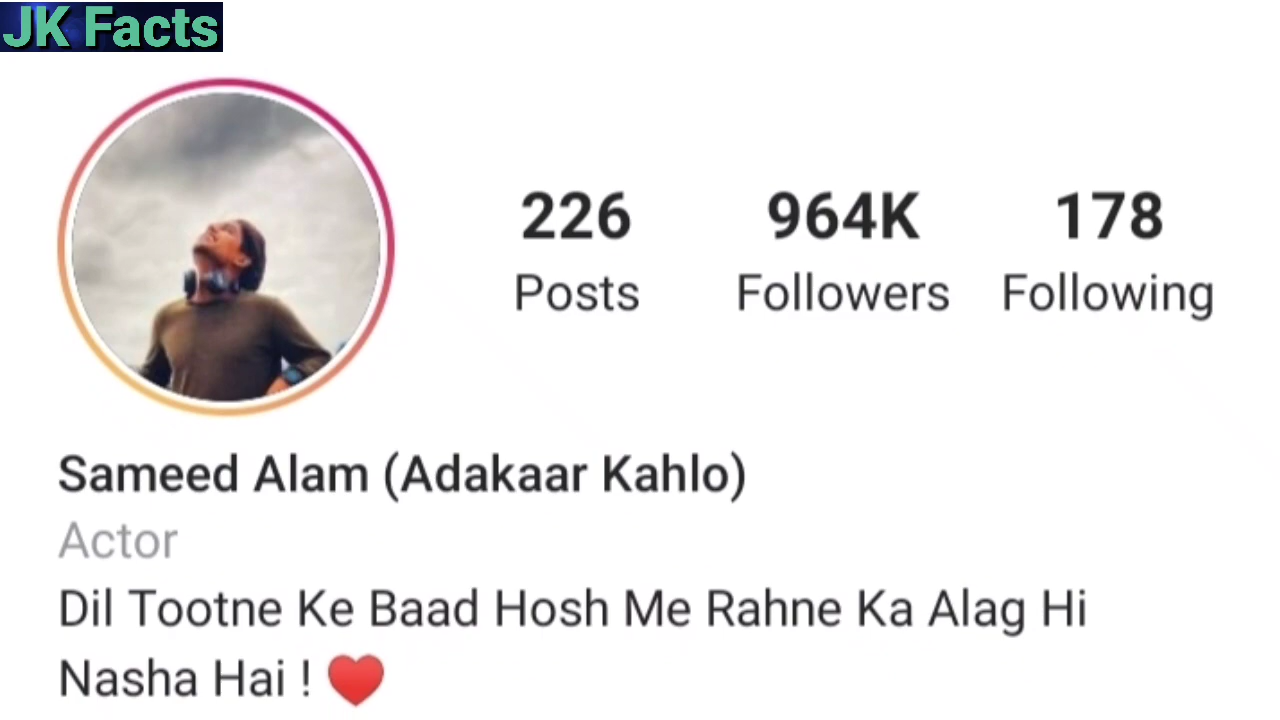 JK Facts
226 964K 178
Posts Followers Following
Sameed Alam (Adakaar Kahlo)
Actor
Dil Tootne Ke Baad Hosh Me Rahne Ka Alag Hi
Nasha Hai ! ❤️